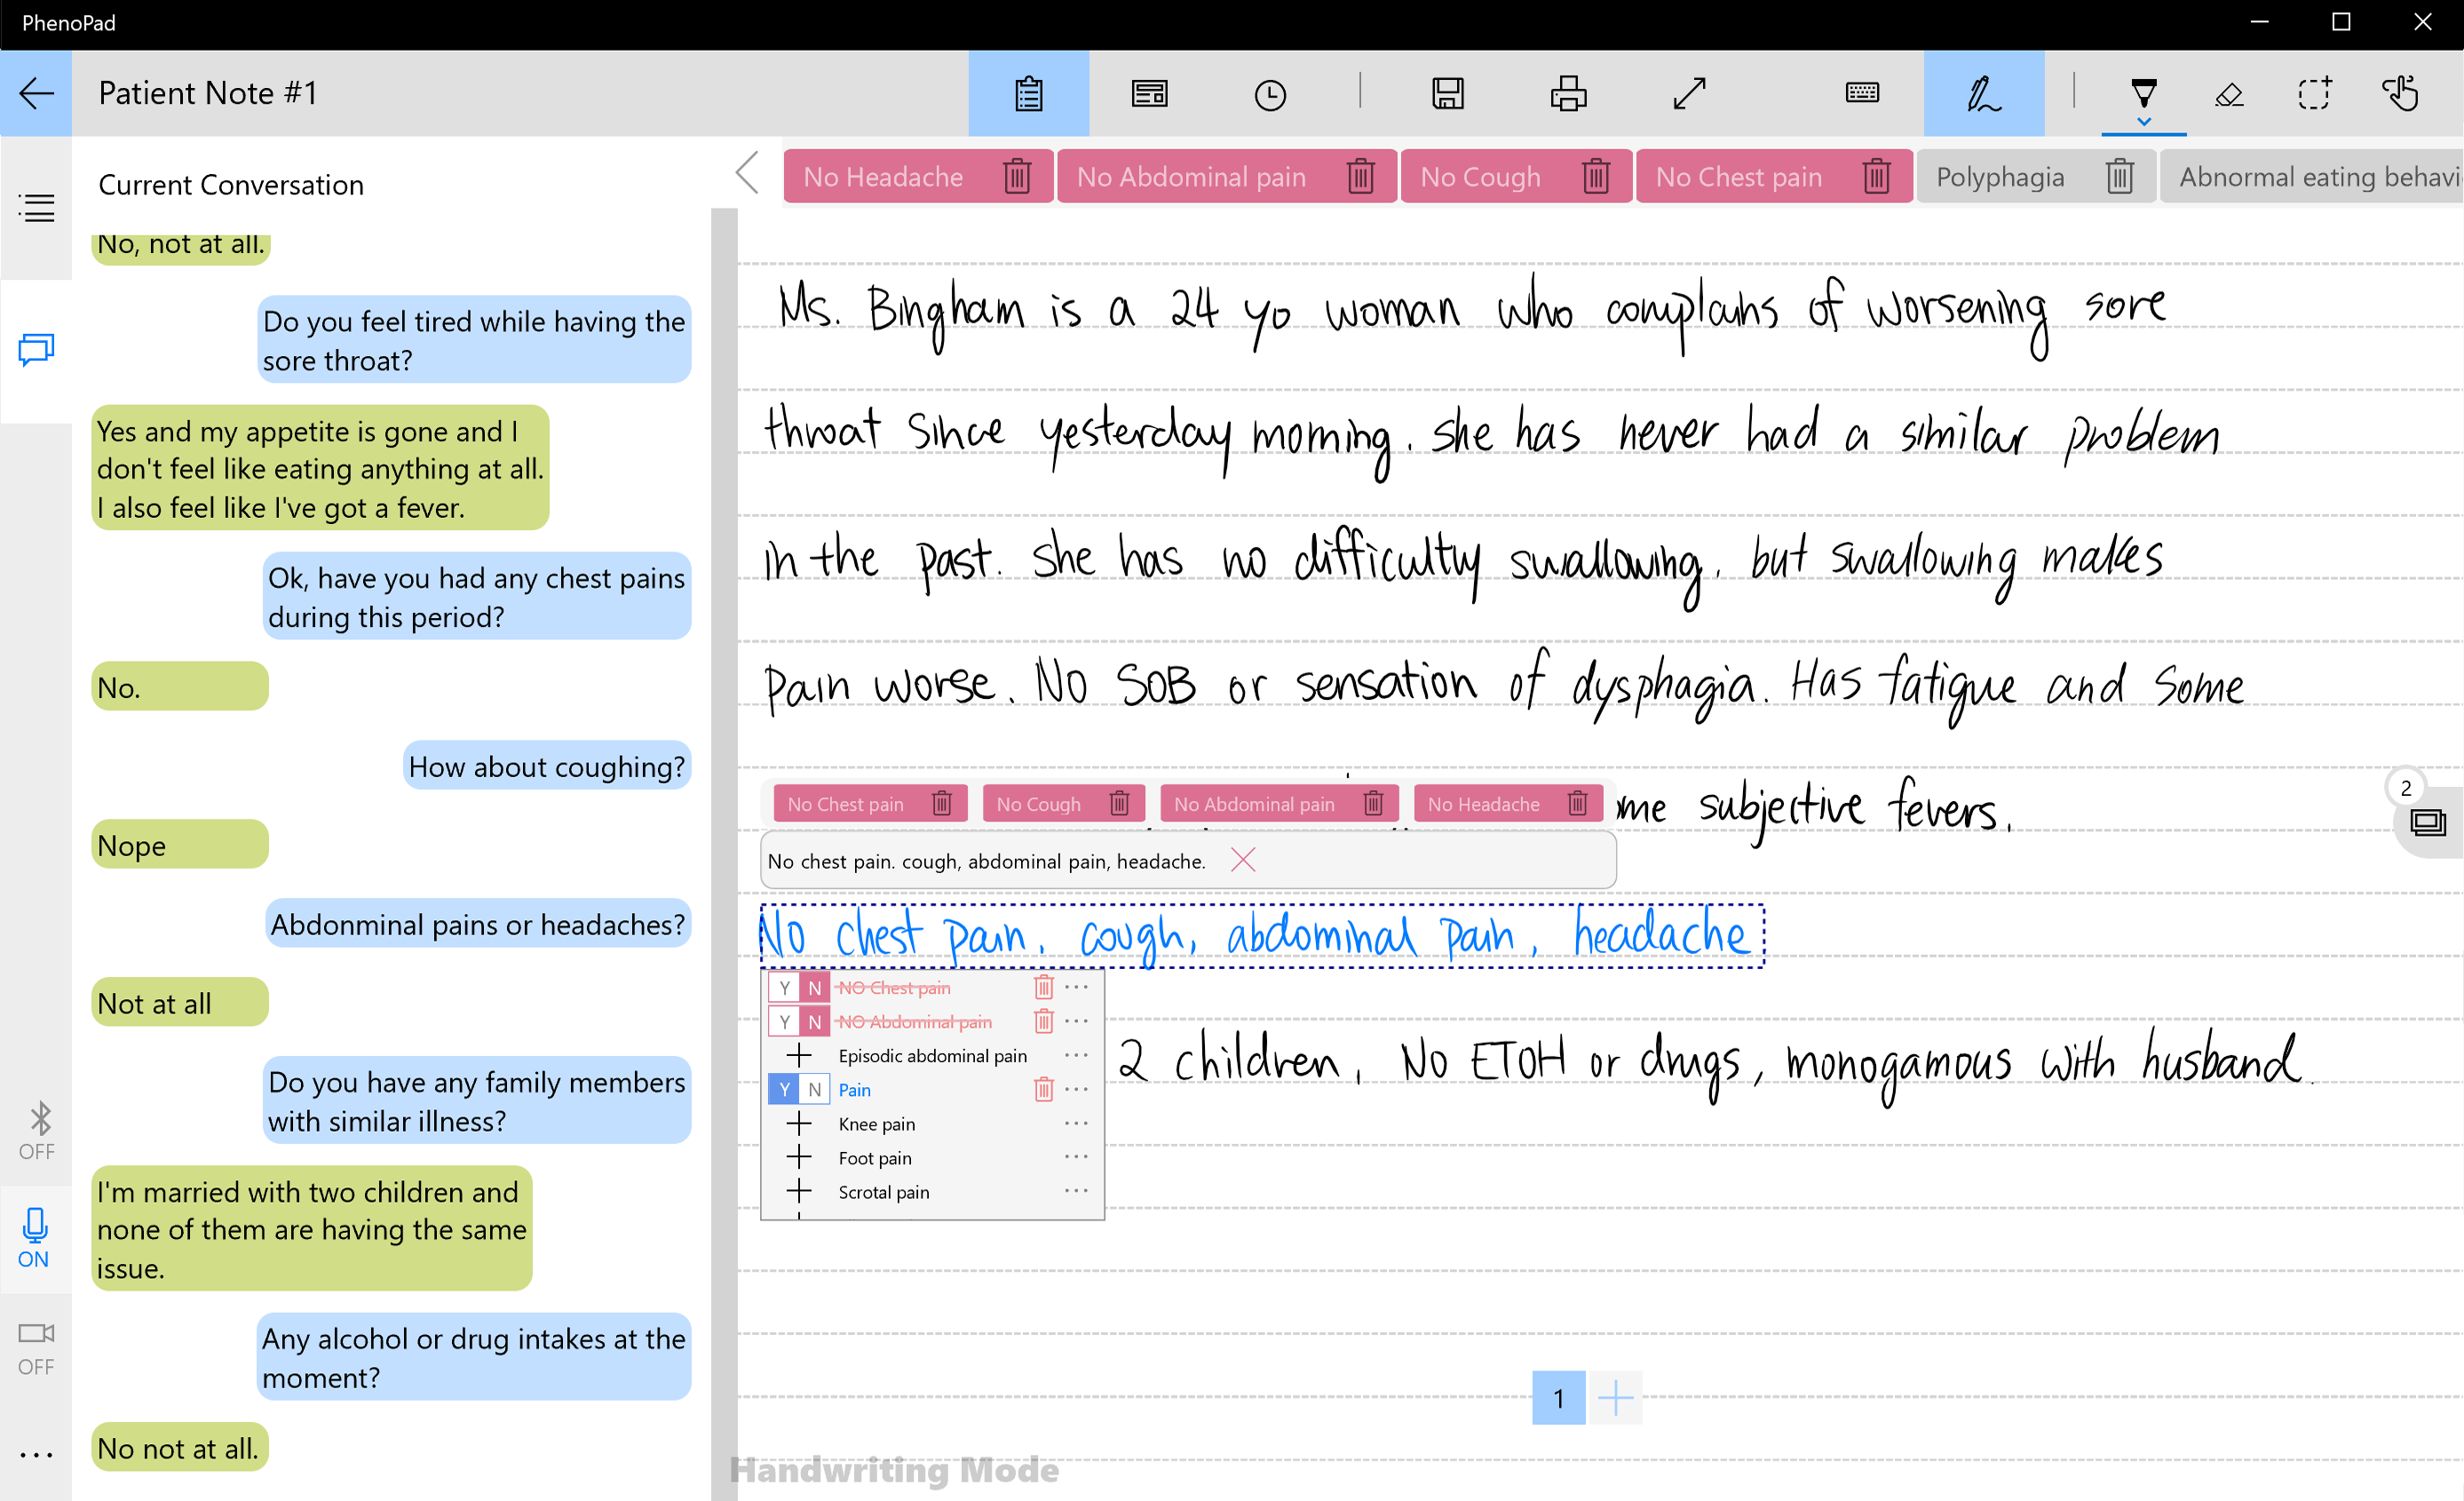 PhenoPad
Patient Note #1
Current Conversation
No, not at all.
Do you feel tired while having the
sore throat?
Yes and my appetite is gone and I
don't feel like eating anything at all.
I also feel like I've got a fever.
Ok, have you had any chest pains
during this period?
No.
How about coughing?
Nope
Abdonminal pains or headaches?
Not at all
Do you have any family members
with similar illness?
I'm married with two children and
none of them are having the same
issue.
Any alcohol or drug intakes at the
moment?
No not at all.
OFF
ON
OFF
No Headache
No Abdominal pain
No Cough
No Chest pain
Polyphagia
Abnormal eating behavi
Ms. Bingham is a 24 yo woman who complains of worsening sore
throat since yesterday morning. she has never had a similar problem
in the past. she has no difficultly swallowing. but swallowing makes
pain worse. No SOB or sensation of dysphagia. Has fatigue and some
subjective fevers.
No Chest pain
No Cough
No Abdominal pain
No Headache
No chest pain. cough, abdominal pain, headache.
No chest pain. cough, abdominal pain, headache
Y N NO Chest pain
Y N NO Abdominal pain
Episodic abdominal pain
Y N Pain
Knee pain
Foot pain
Scrotal pain
2 children, No ETOH or drugs, monogamous with husband.
2
1
Handwriting Mode